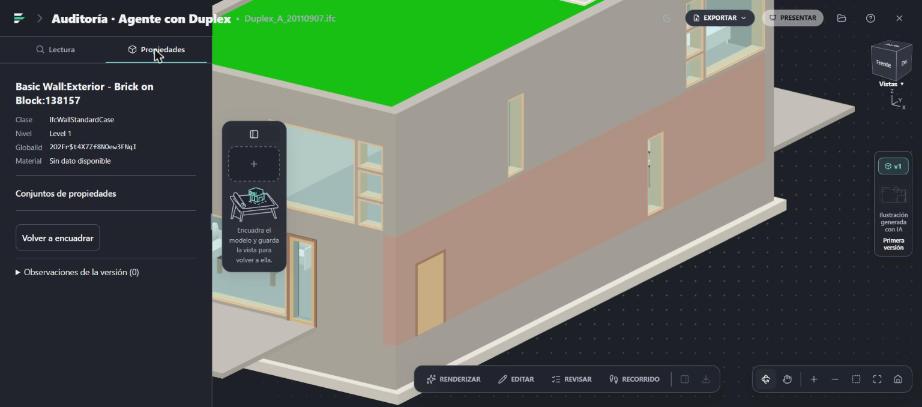 Auditoría · Agente con Duplex • Duplex_A_20110907.ifc
EXPORTAR
PRESENTAR
Lectura
Propiedades
Basic Wall:Exterior - Brick on
Block:138157
Clase IfcWallStandardCase
Nivel Level 1
GlobalId
Material Sin dato disponible
Conjuntos de propiedades
Volver a encuadrar
Observaciones de la versión (0)
+
Encuadra el
modelo y guarda
la vista para
volver a ella.
Frente
Vistas
Z
Y
X
v1
Ilustración
generada
con IA
Primera
versión
RENDERIZAR
EDITAR
REVISAR
RECORRIDO